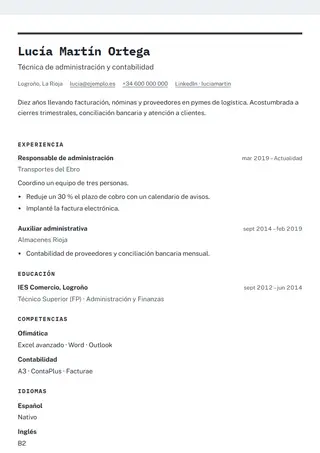 Lucía Martín Ortega
Técnica de administración y contabilidad
Logroño, La Rioja lucia@ejemplo.es +34 600 000 000 LinkedIn · luciamartin
Diez años llevando facturación, nóminas y proveedores en pymes de logística. Acostumbrada a
cierres trimestrales, conciliación bancaria y atención a clientes.
EXPERIENCIA
Responsable de administración mar 2019 – Actualidad
Transportes del Ebro
Coordino un equipo de tres personas.
• Reduje un 30 % el plazo de cobro con un calendario de avisos.
• Implanté la factura electrónica.
Auxiliar administrativa sept 2014 – feb 2019
Almacenes Rioja
• Contabilidad de proveedores y conciliación bancaria mensual.
EDUCACIÓN
IES Comercio, Logroño sept 2012 – jun 2014
Técnico Superior (FP) · Administración y Finanzas
COMPETENCIAS
Ofimática
Excel avanzado · Word · Outlook
Contabilidad
A3 · ContaPlus · Facturae
IDIOMAS
Español
Nativo
Inglés
B2